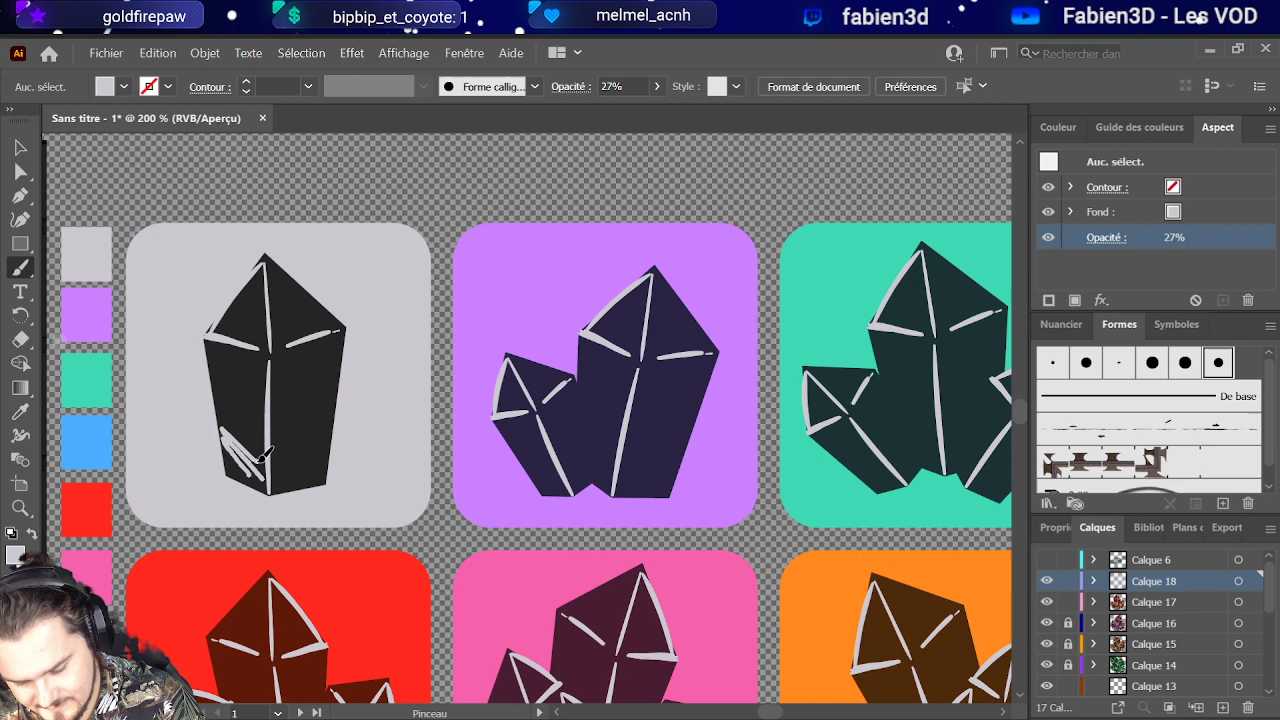 goldfirepaw
bipbip_et_coyote: 1
melmel_acnh
fabien3d
Fabien3D - Les VOD
Ai
Fichier Edition Objet Texte Sélection Effet Affichage Fenêtre Aide
Rechercher dan
Auc. sélect.
Contour :
Forme callig...
Opacité : 27%
Style :
Format de document
Préférences
Sans titre - 1* @ 200 % (RVB/Aperçu)
Couleur Guide des couleurs Aspect
Auc. sélect.
Contour :
Fond :
Opacité : 27%
Nuancier Formes Symboles
De base
Proprié Calques Bibliot Plans c Export
Calque 6
Calque 18
Calque 17
Calque 16
Calque 15
Calque 14
Calque 13
17 Cal...
1
Pinceau